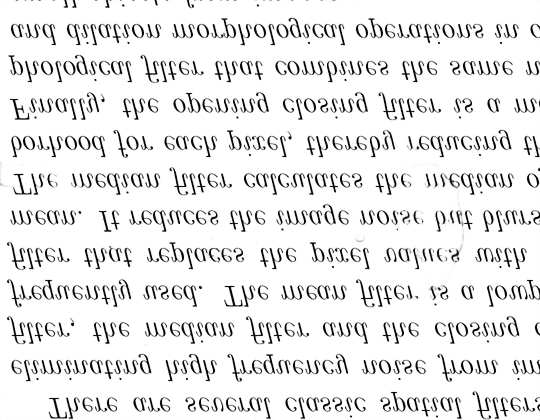 There are several classic spatial filters
eliminating high frequency noise from im
filter, the median filter and the closing o
frequently used. The mean filter is a lowp
filter that replaces the pixel values with
mean. It reduces the image noise but blurs
The median filter calculates the median o
borhood for each pixel, thereby reducing th
Finally, the opening closing filter is a m
phological filter that combines the same n
and dilation morphological operations in o